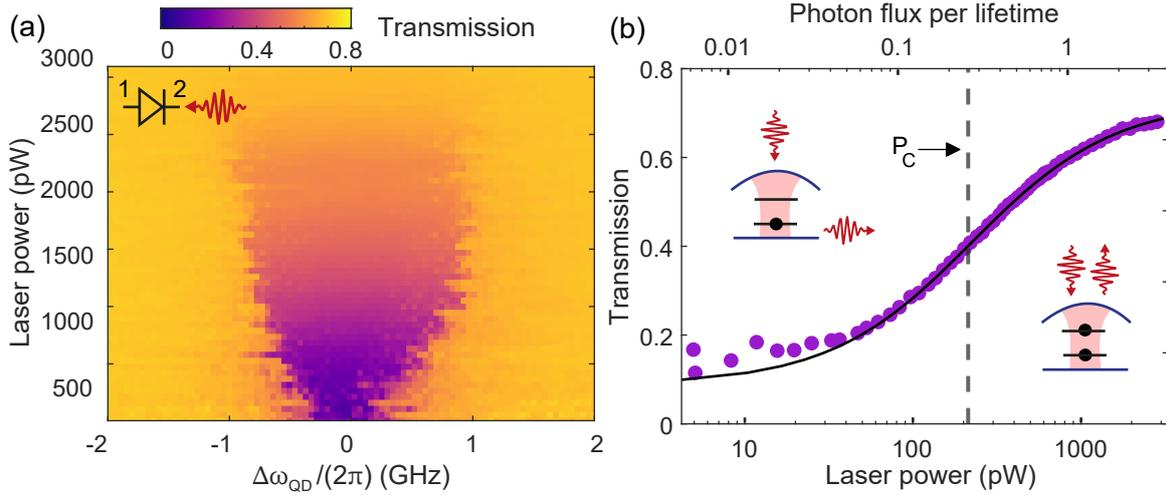 (a)
Transmission
0 0.4 0.8
3000
2500
2000
1500
1000
500
Laser power (pW)
1 2
-2 -1 0 1 2
Δω_QD/(2π) (GHz)
(b)
Photon flux per lifetime
0.01 0.1 1
0.8
0.6
0.4
0.2
0
Transmission
P_C
10 100 1000
Laser power (pW)